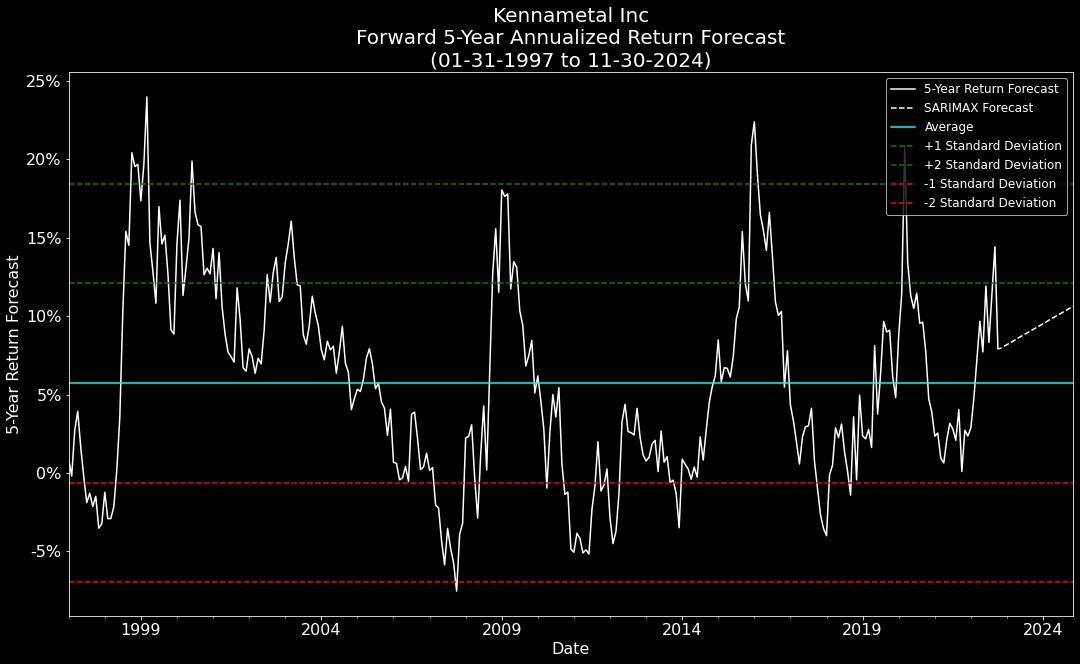 Kennametal Inc
Forward 5-Year Annualized Return Forecast
(01-31-1997 to 11-30-2024)
5-Year Return Forecast
25%
20%
15%
10%
5%
0%
-5%
5-Year Return Forecast
SARIMAX Forecast
Average
+1 Standard Deviation
+2 Standard Deviation
-1 Standard Deviation
-2 Standard Deviation
1999
2004
2009
2014
2019
2024
Date